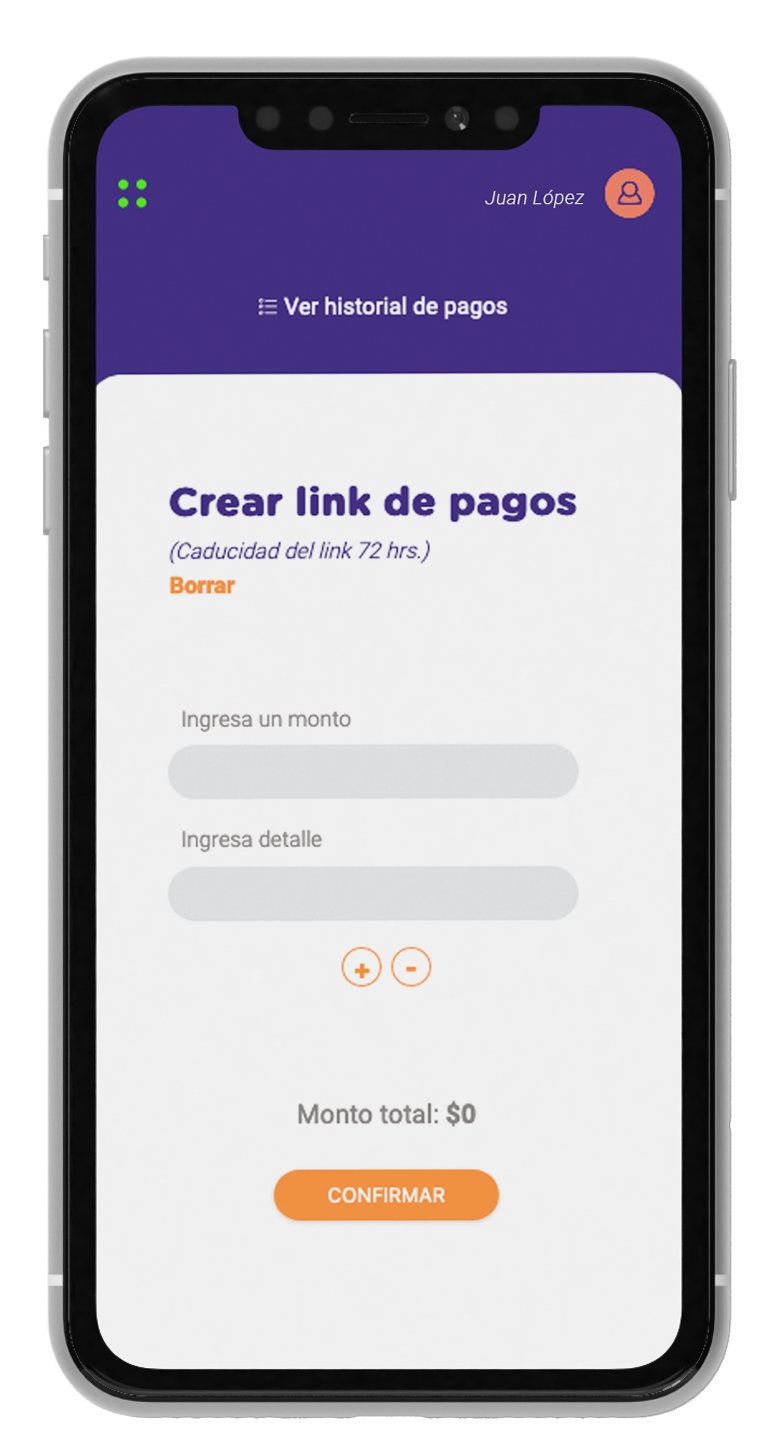 Juan López
Ver historial de pagos
Crear link de pagos
(Caducidad del link 72 hrs.)
Borrar
Ingresa un monto
Ingresa detalle
+ -
Monto total: $0
CONFIRMAR